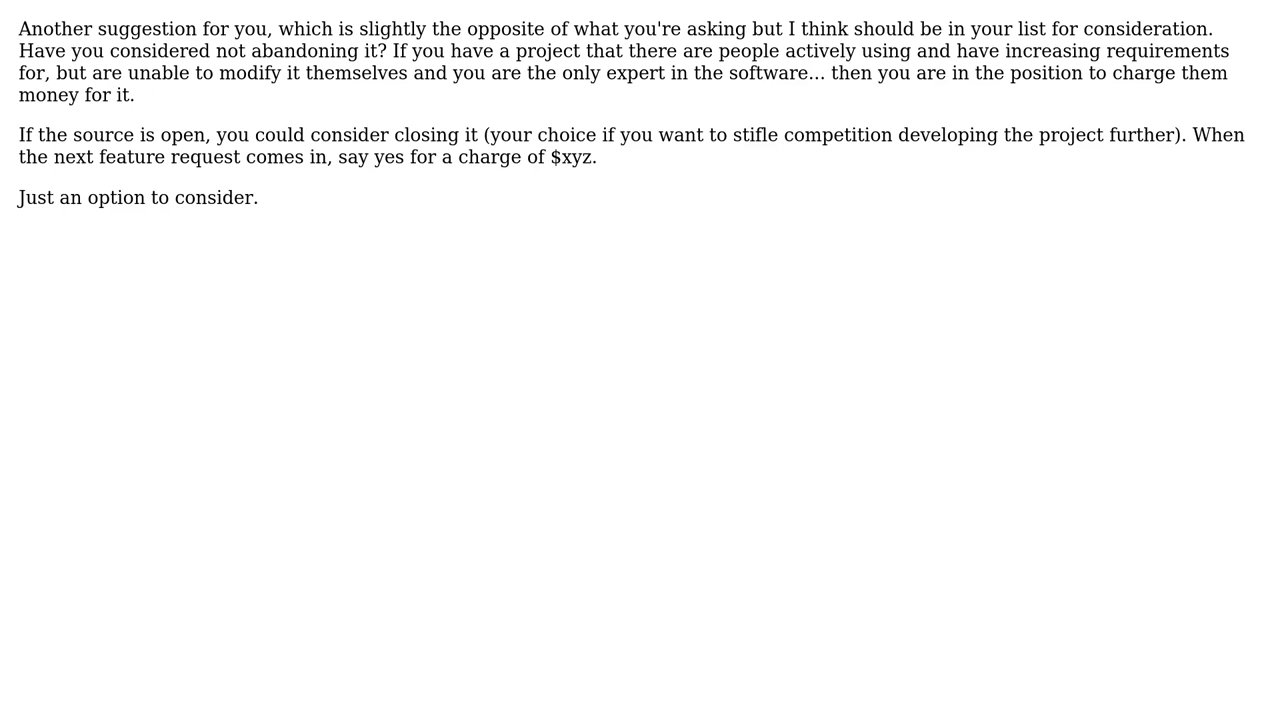 Another suggestion for you, which is slightly the opposite of what you're asking but I think should be in your list for consideration.
Have you considered not abandoning it? If you have a project that there are people actively using and have increasing requirements
for, but are unable to modify it themselves and you are the only expert in the software... then you are in the position to charge them
money for it.
If the source is open, you could consider closing it (your choice if you want to stifle competition developing the project further). When
the next feature request comes in, say yes for a charge of $xyz.
Just an option to consider.